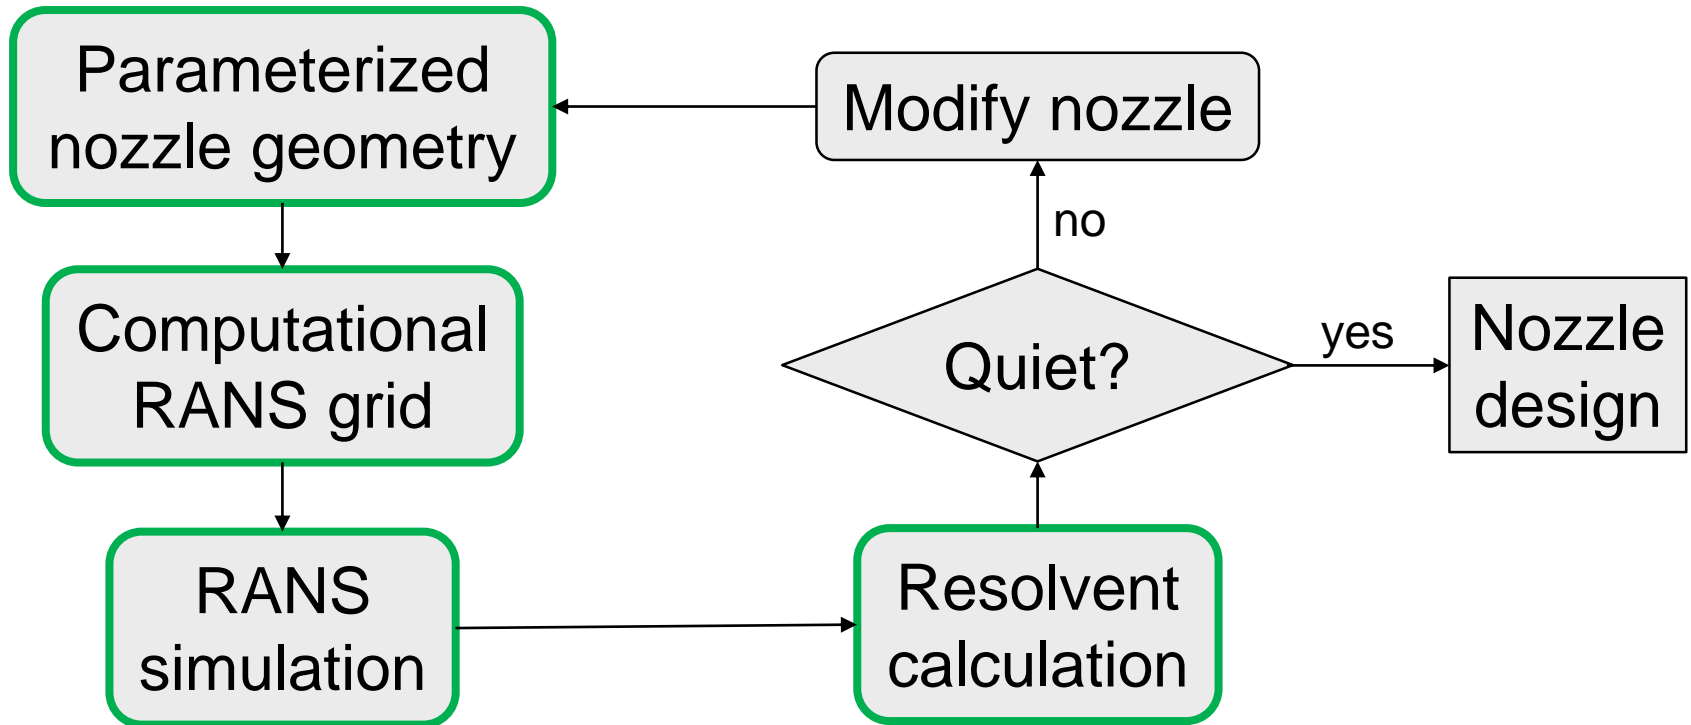 Parameterized
nozzle geometry
Computational
RANS grid
RANS
simulation
Resolvent
calculation
Quiet?
no
Modify nozzle
yes
Nozzle
design